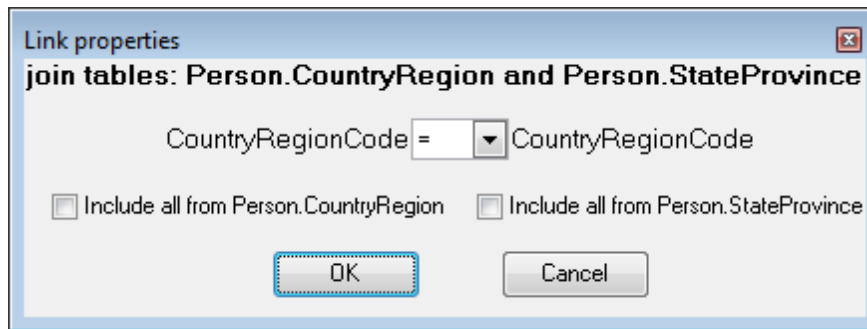 Link properties
join tables: Person.CountryRegion and Person.StateProvince
CountryRegionCode = CountryRegionCode
Include all from Person.CountryRegion Include all from Person.StateProvince
OK Cancel